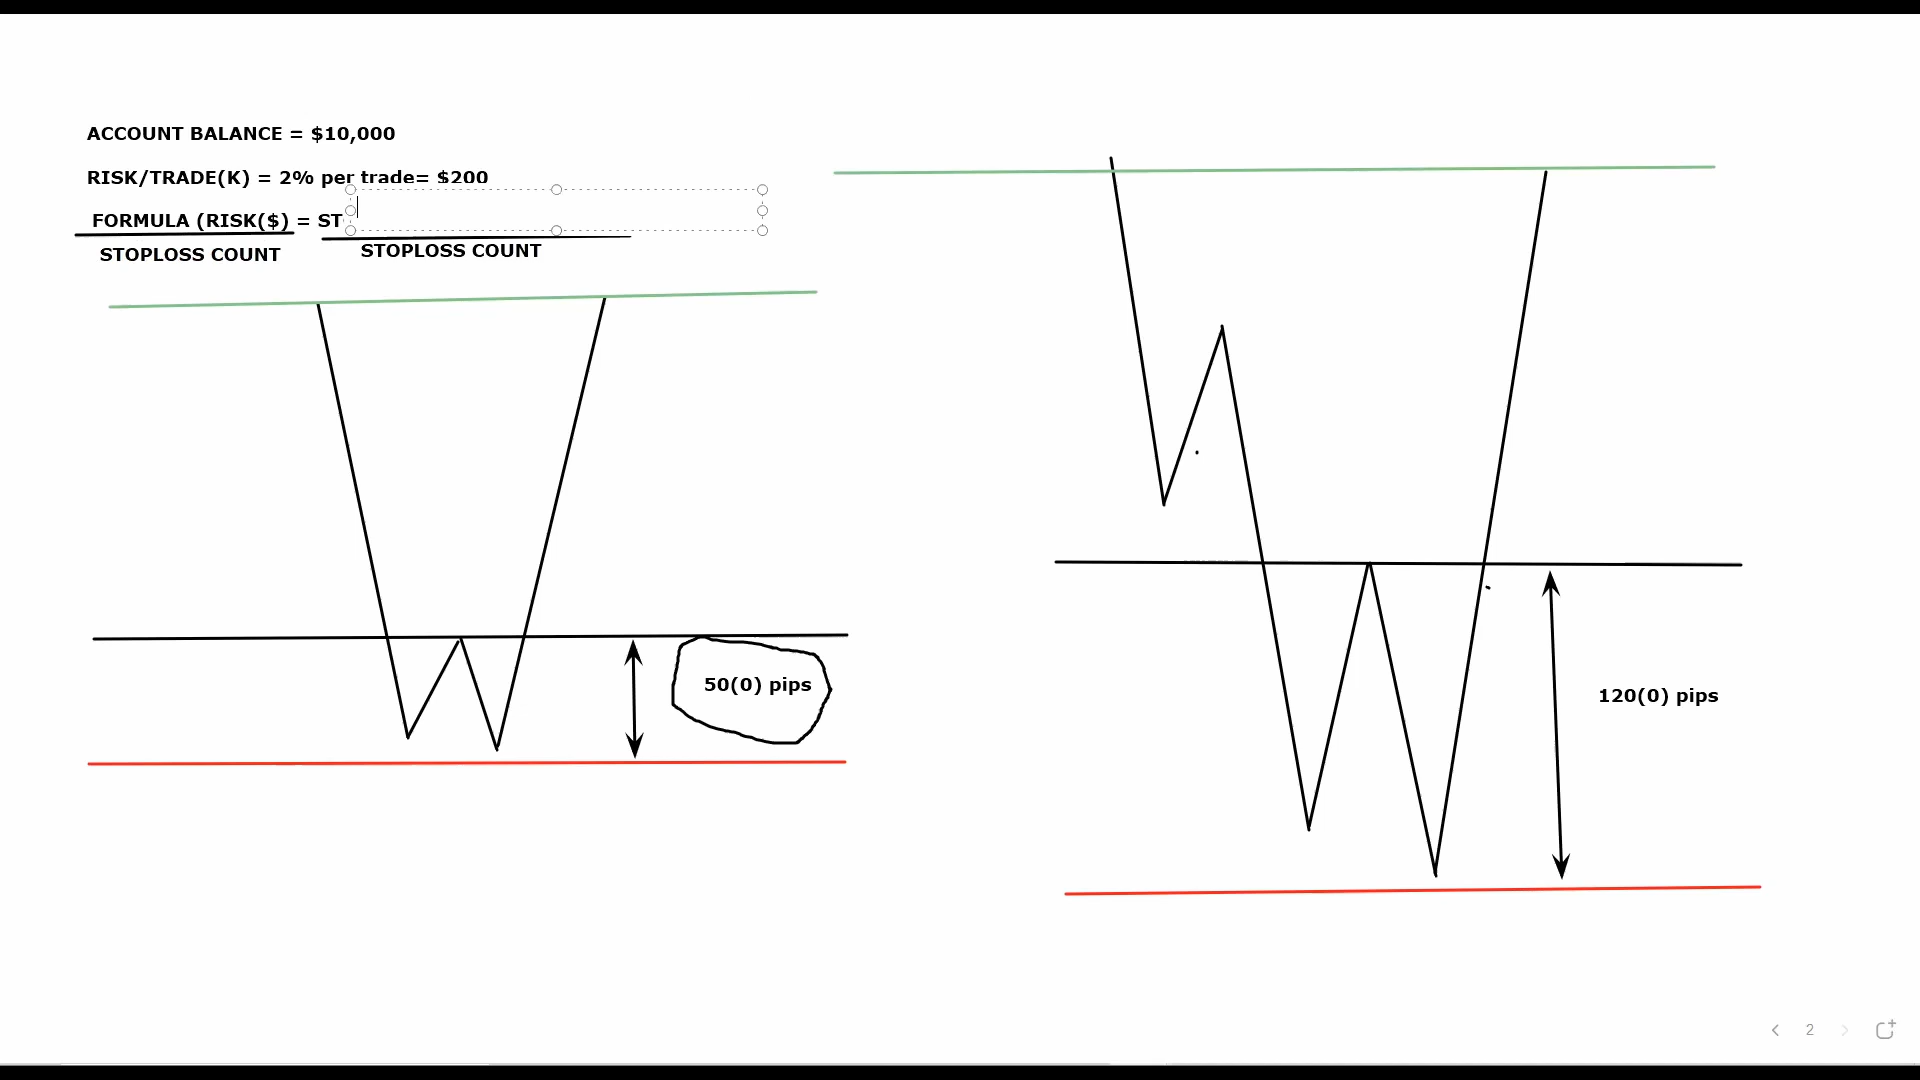 ACCOUNT BALANCE = $10,000
RISK/TRADE(K) = 2% per trade= $200
FORMULA (RISK($) = ST
STOPLOSS COUNT
STOPLOSS COUNT
50(0) pips
120(0) pips
2